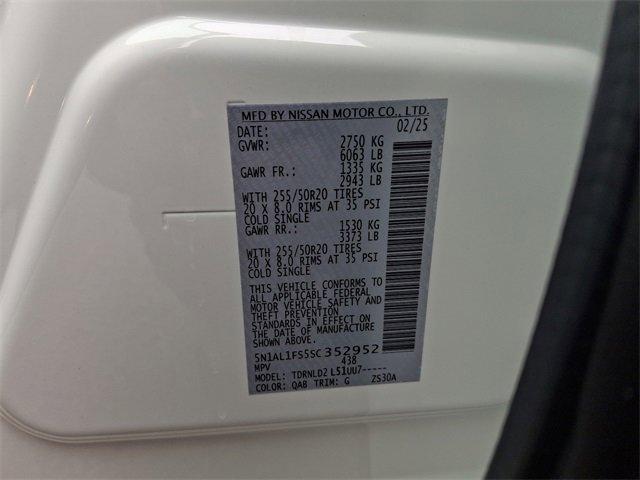 MFD BY NISSAN MOTOR CO., LTD.
DATE: 02/25
GVWR: 2750 KG
6063 LB
GAWR FR.: 1335 KG
2943 LB
WITH 255/50R20 TIRES
20 X 8.0 RIMS AT 35 PSI
COLD SINGLE
GAWR RR.: 1530 KG
3373 LB
WITH 255/50R20 TIRES
20 X 8.0 RIMS AT 35 PSI
COLD SINGLE
THIS VEHICLE CONFORMS TO
ALL APPLICABLE FEDERAL
MOTOR VEHICLE SAFETY AND
THEFT PREVENTION
STANDARDS IN EFFECT ON
THE DATE OF MANUFACTURE
SHOWN ABOVE.
5N1AL1FS5SC352952
MPV 438
MODEL: TDRNLD2 L51UU7-----
COLOR: QAB TRIM: G ZS30A